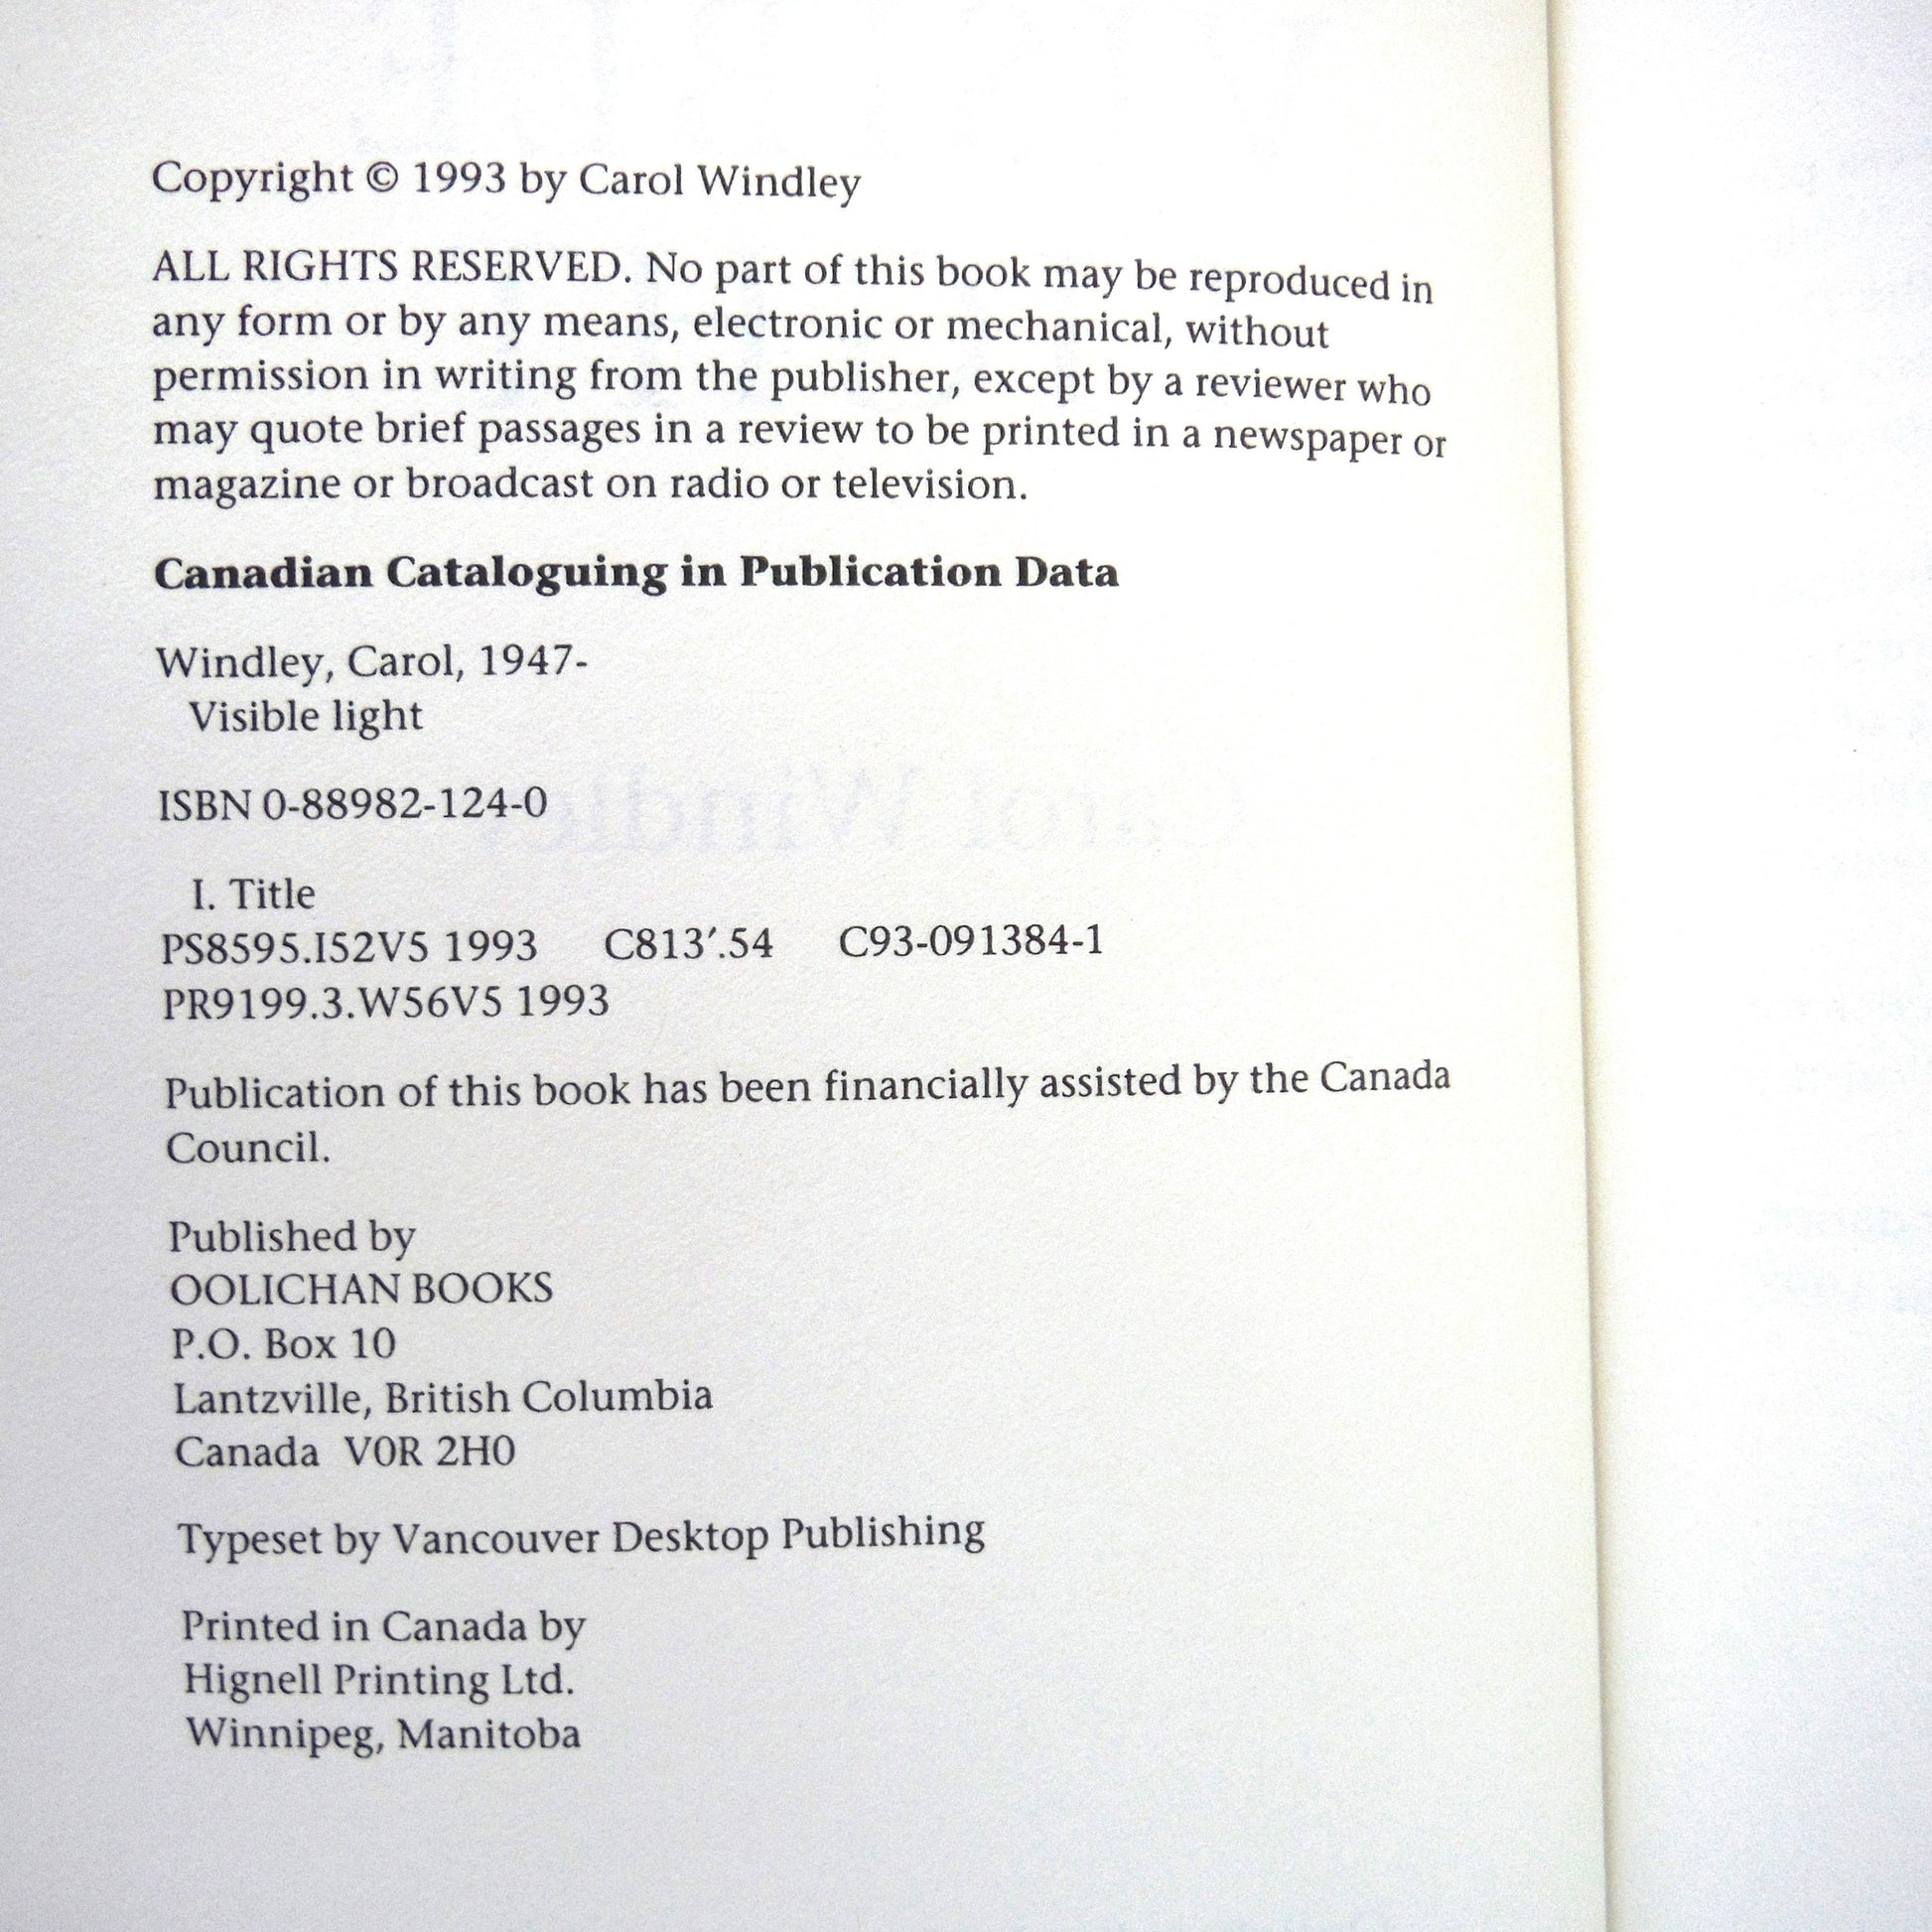 Copyright © 1993 by Carol Windley
ALL RIGHTS RESERVED. No part of this book may be reproduced in
any form or by any means, electronic or mechanical, without
permission in writing from the publisher, except by a reviewer who
may quote brief passages in a review to be printed in a newspaper or
magazine or broadcast on radio or television.
Canadian Cataloguing in Publication Data
Windley, Carol, 1947-
Visible light
ISBN 0-88982-124-0
I. Title
PS8595.I52V5 1993 C813′.54 C93-091384-1
PR9199.3.W56V5 1993
Publication of this book has been financially assisted by the Canada
Council.
Published by
OOLICHAN BOOKS
P.O. Box 10
Lantzville, British Columbia
Canada V0R 2H0
Typeset by Vancouver Desktop Publishing
Printed in Canada by
Hignell Printing Ltd.
Winnipeg, Manitoba